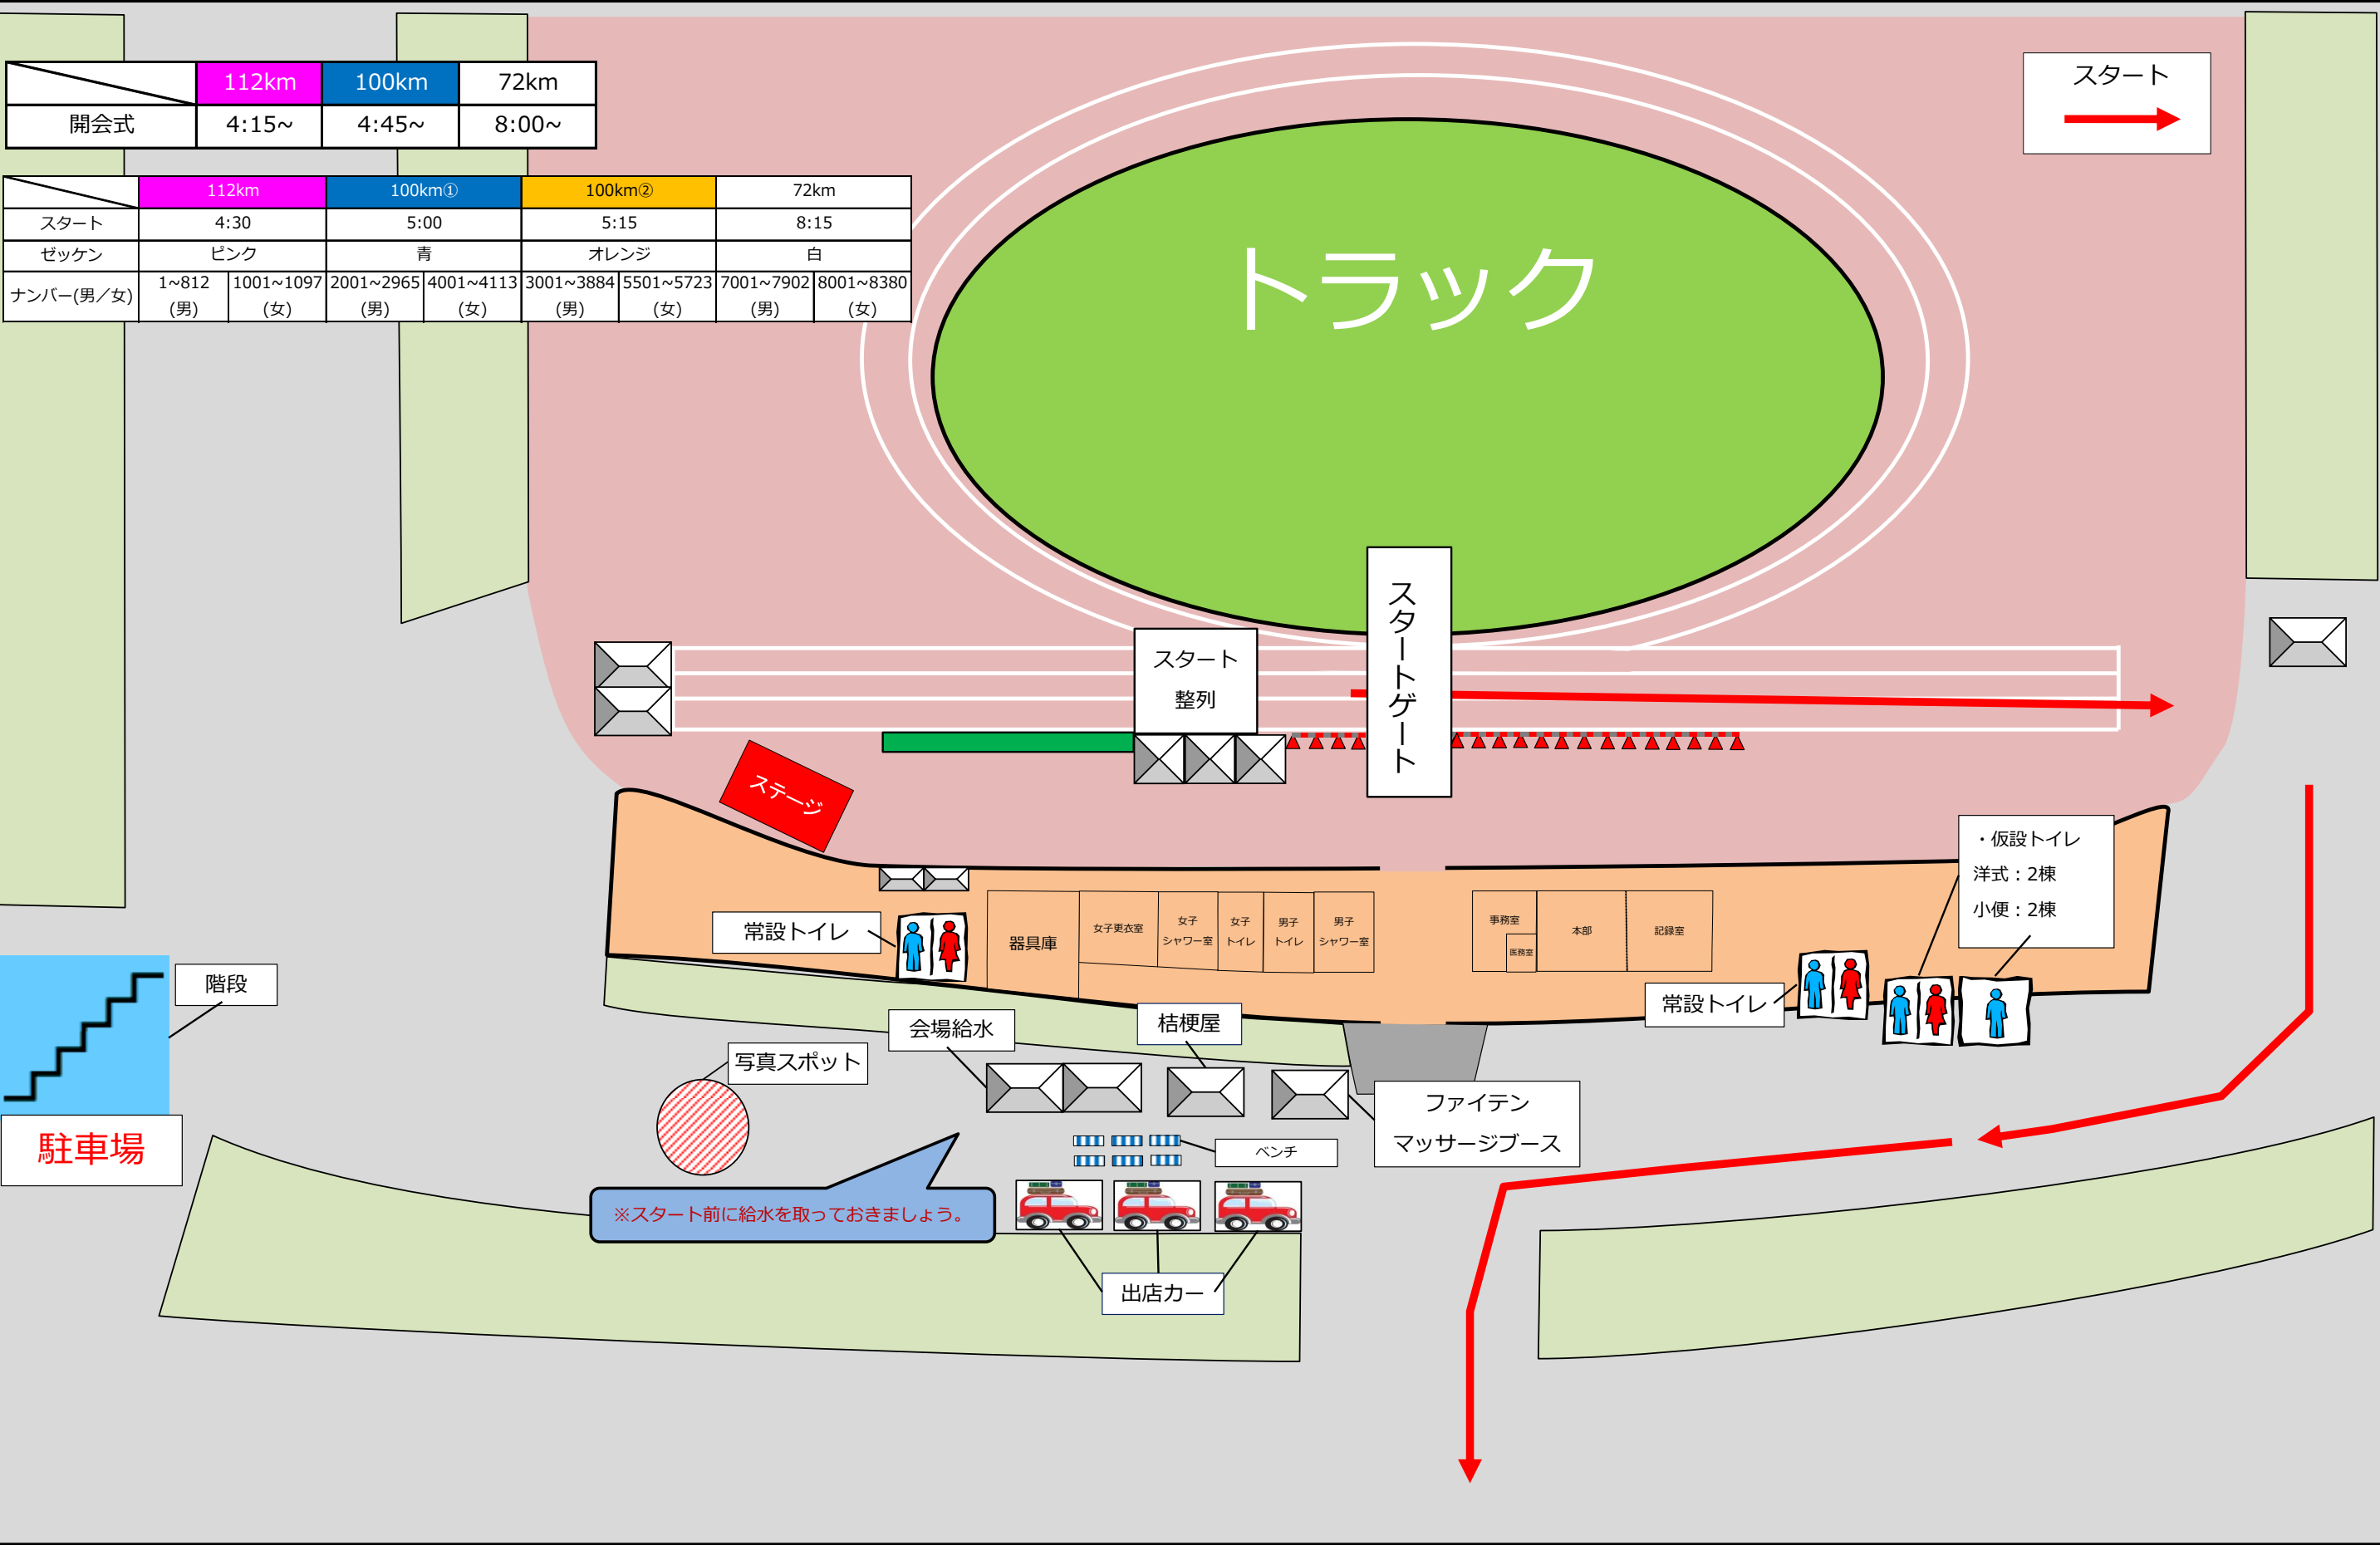 112km 100km 72km
開会式 4:15~ 4:45~ 8:00~
スタート
112km 100km① 100km② 72km
スタート 4:30 5:00 5:15 8:15
ゼッケン ピンク 青 オレンジ 白
ナンバー(男／女) 1~812 1001~1097 2001~2965 4001~4113 3001~3884 5501~5723 7001~7902 8001~8380
(男) (女) (男) (女) (男) (女) (男) (女)
トラック
スタートゲート
スタート
整列
ステージ
・仮設トイレ
洋式：2棟
小便：2棟
常設トイレ
器具庫
女子更衣室
女子
シャワー室
女子
トイレ
男子
トイレ
男子
シャワー室
事務室
医務室
本部
記録室
常設トイレ
階段
駐車場
会場給水
桔梗屋
写真スポット
ファイテン
マッサージブース
ベンチ
※スタート前に給水を取っておきましょう。
出店カー